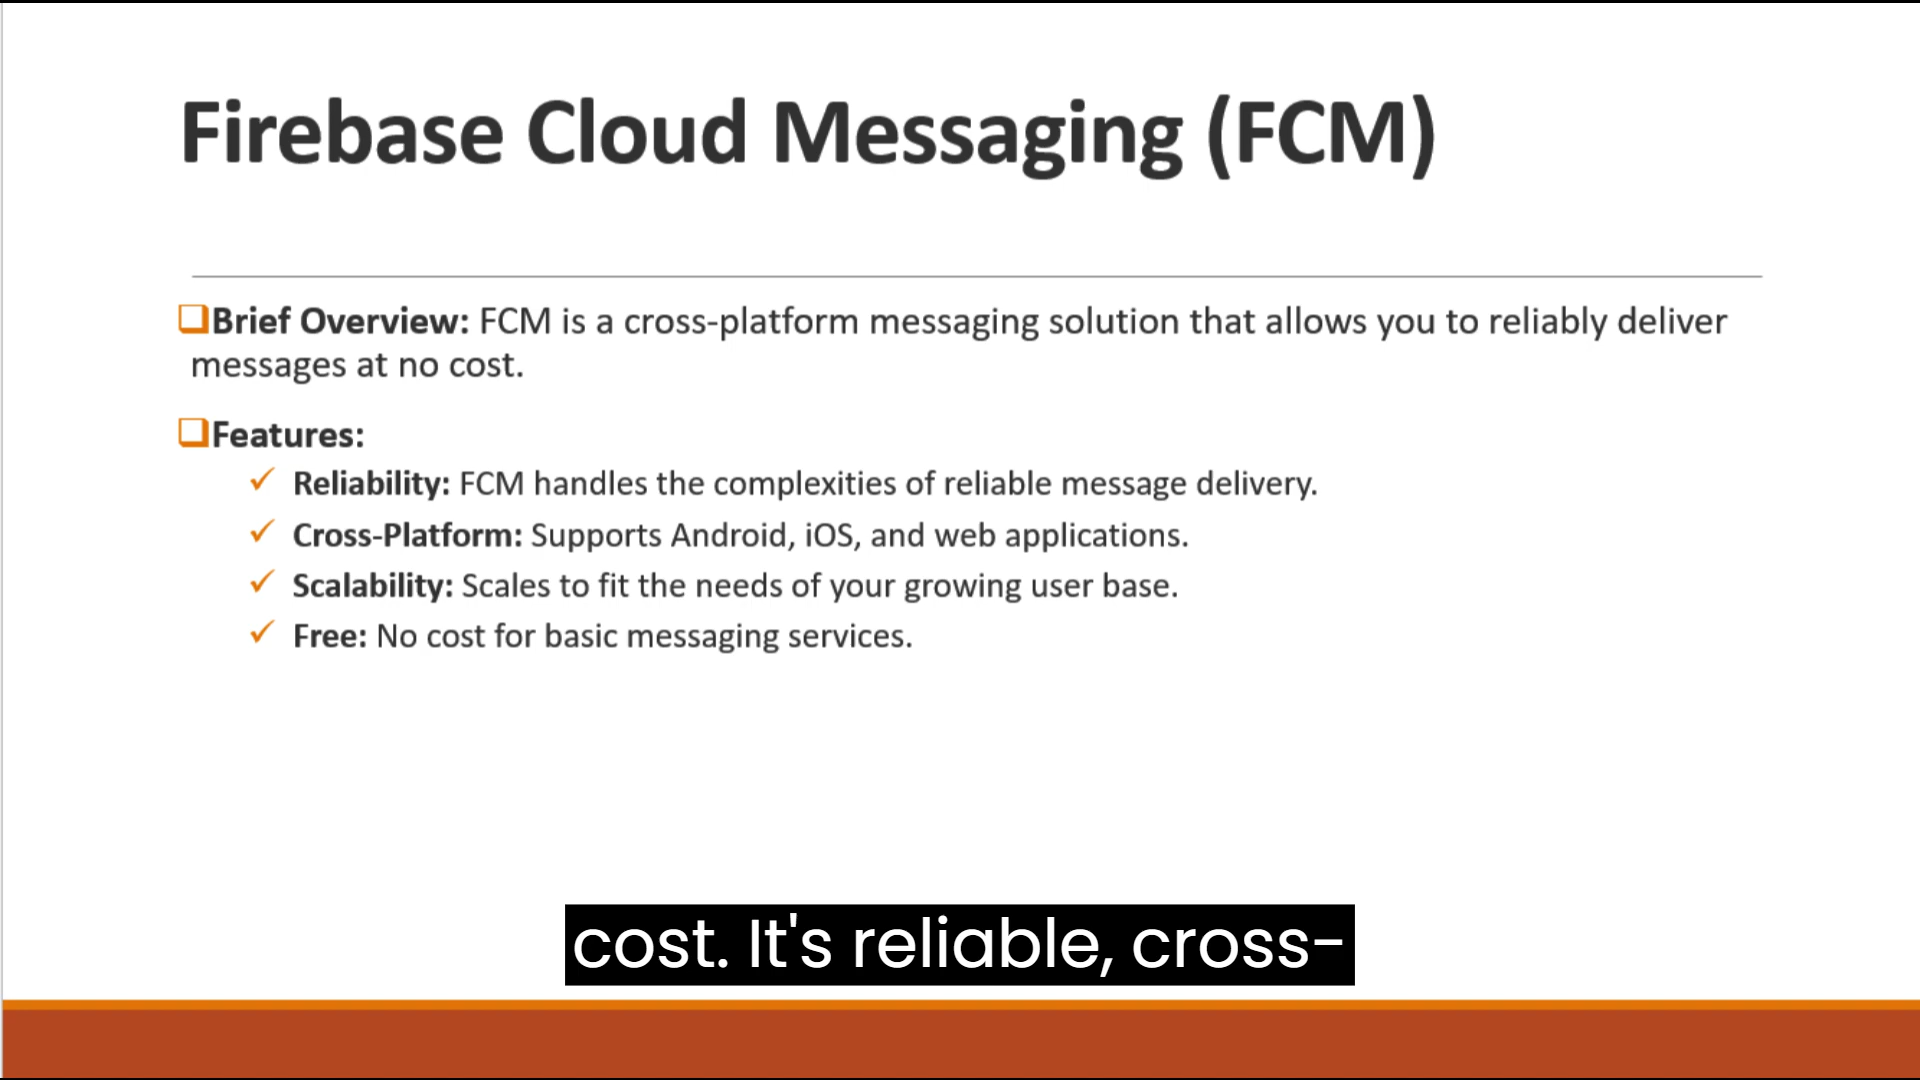 Firebase Cloud Messaging (FCM)
Brief Overview: FCM is a cross-platform messaging solution that allows you to reliably deliver
messages at no cost.
Features:
Reliability: FCM handles the complexities of reliable message delivery.
Cross-Platform: Supports Android, iOS, and web applications.
Scalability: Scales to fit the needs of your growing user base.
Free: No cost for basic messaging services.
cost. It's reliable, cross-